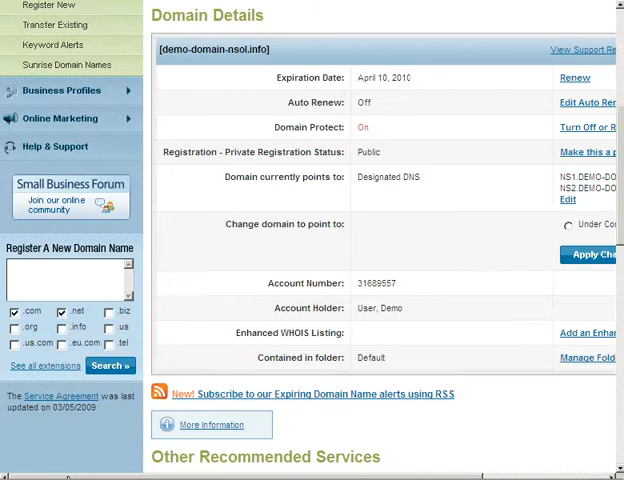 Register New
Transfer Existing
Keyword Alerts
Sunrise Domain Names
Business Profiles
Online Marketing
Help & Support
Small Business Forum
Join our online
community
Register A New Domain Name
.com .net .biz
.org .info .us
.us.com .eu.com .tel
See all extensions Search »
The Service Agreement was last
updated on 03/05/2009
Domain Details
[demo-domain-nsol.info] View Support Re
Expiration Date: April 10, 2010 Renew
Auto Renew: Off Edit Auto Rer
Domain Protect: On Turn Off or R
Registration - Private Registration Status: Public Make this a p
Domain currently points to: Designated DNS NS1.DEMO-DO
NS2.DEMO-DO
Edit
Change domain to point to: Under Cor
Apply Cha
Account Number: 31689557
Account Holder: User, Demo
Enhanced WHOIS Listing: Add an Enhar
Contained in folder: Default Manage Fold
New! Subscribe to our Expiring Domain Name alerts using RSS
More Information
Other Recommended Services